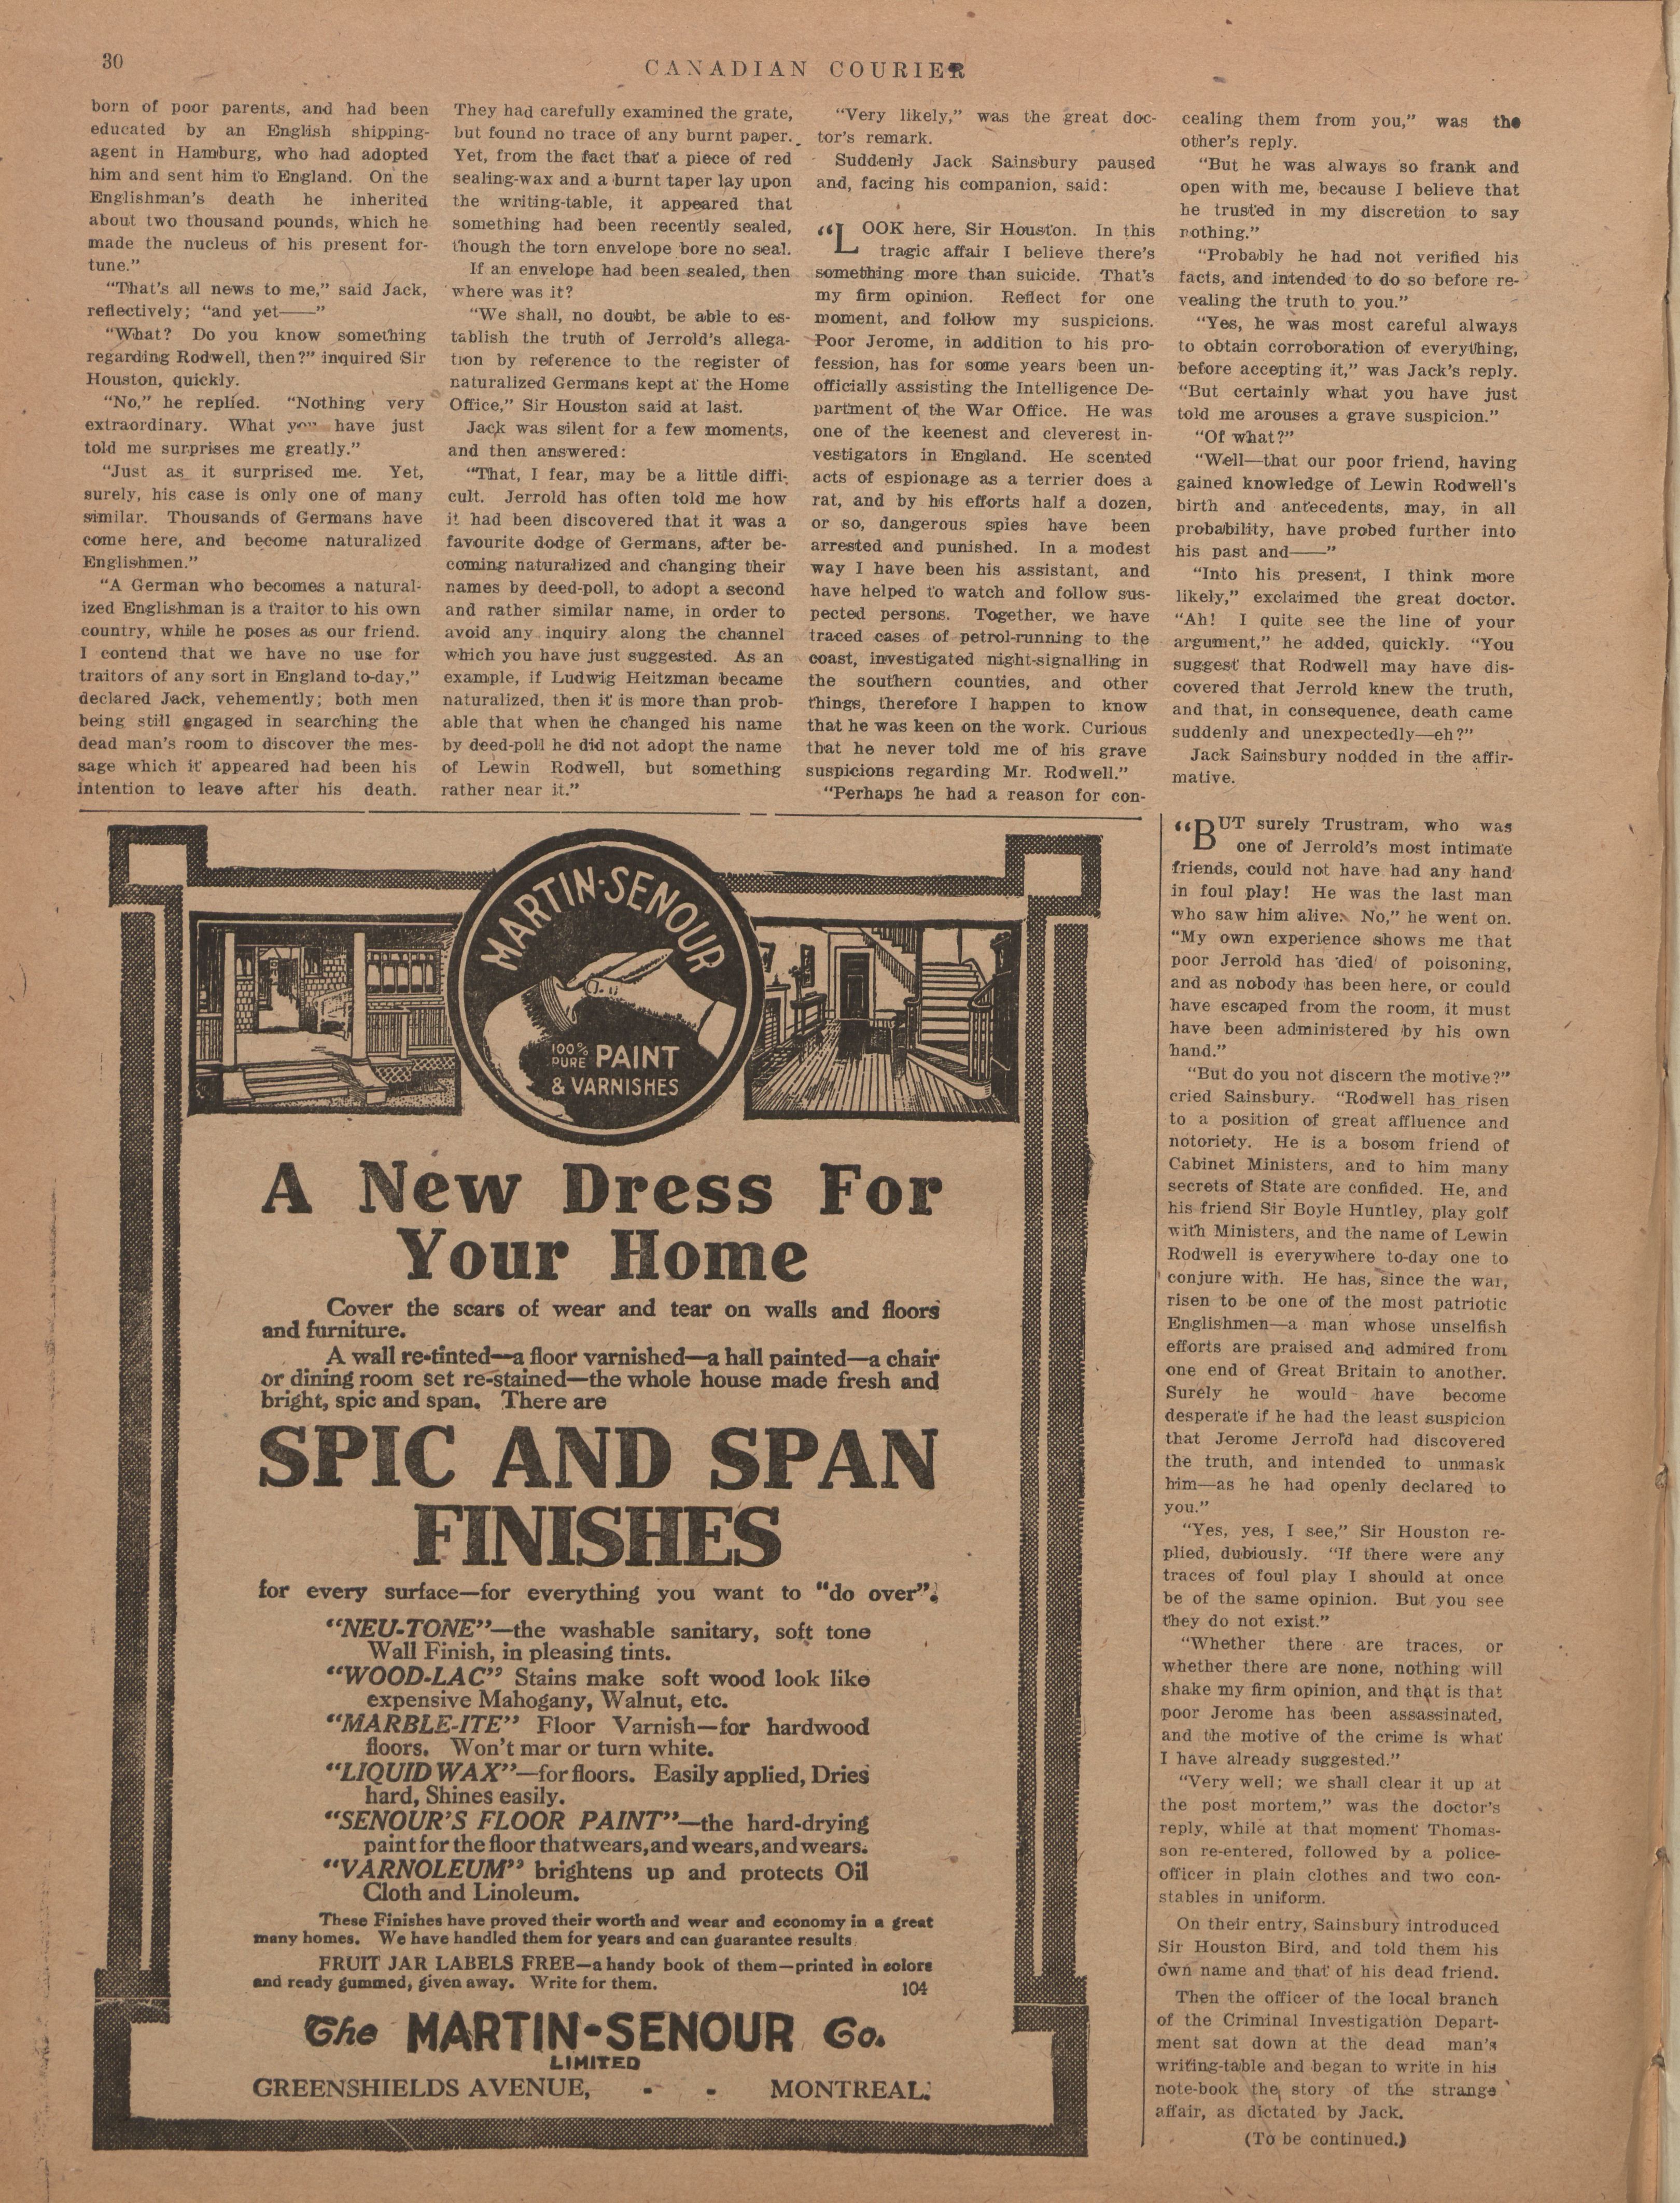 30
CANADIAN COURIER
born of poor parents, and had been
educated by an English shipping-
agent in Hamburg, who had adopted
him and sent him to England. On the
Englishman's death he inherited
about two thousand pounds, which he
made the nucleus of his present for-
tune."
"That's all news to me," said Jack,
reflectively; "and yet——"
"What? Do you know something
regarding Rodwell, then?" inquired Sir
Houston, quickly.
"No," he replied. "Nothing very
extraordinary. What you have just
told me surprises me greatly."
"Just as it surprised me. Yet,
surely, his case is only one of many
similar. Thousands of Germans have
come here, and become naturalized
Englishmen."
"A German who becomes a natural-
ized Englishman is a traitor to his own
country, while he poses as our friend.
I contend that we have no use for
traitors of any sort in England to-day,"
declared Jack, vehemently; both men
being still engaged in searching the
dead man's room to discover the mes-
sage which it appeared had been his
intention to leave after his death.
They had carefully examined the grate,
but found no trace of any burnt paper.
Yet, from the fact that a piece of red
sealing-wax and a burnt taper lay upon
the writing-table, it appeared that
something had been recently sealed,
though the torn envelope bore no seal.
If an envelope had been sealed, then
where was it?
"We shall, no doubt, be able to es-
tablish the truth of Jerrold's allega-
tion by reference to the register of
naturalized Germans kept at the Home
Office," Sir Houston said at last.
Jack was silent for a few moments,
and then answered:
"That, I fear, may be a little diffi-
cult. Jerrold has often told me how
it had been discovered that it was a
favourite dodge of Germans, after be-
coming naturalized and changing their
names by deed-poll, to adopt a second
and rather similar name, in order to
avoid any inquiry along the channel
which you have just suggested. As an
example, if Ludwig Heitzman became
naturalized, then it is more than prob-
able that when he changed his name
by deed-poll he did not adopt the name
of Lewin Rodwell, but something
rather near it."
"Very likely," was the great doc-
tor's remark.
Suddenly Jack Sainsbury paused
and, facing his companion, said:
"LOOK here, Sir Houston. In this
tragic affair I believe there's
something more than suicide. That's
my firm opinion. Reflect for one
moment, and follow my suspicions.
Poor Jerome, in addition to his pro-
fession, has for some years been un-
officially assisting the Intelligence De-
partment of the War Office. He was
one of the keenest and cleverest in-
vestigators in England. He scented
acts of espionage as a terrier does a
rat, and by his efforts half a dozen,
or so, dangerous spies have been
arrested and punished. In a modest
way I have been his assistant, and
have helped to watch and follow sus-
pected persons. Together, we have
traced cases of petrol-running to the
coast, investigated night-signalling in
the southern counties, and other
things, therefore I happen to know
that he was keen on the work. Curious
that he never told me of his grave
suspicions regarding Mr. Rodwell."
"Perhaps he had a reason for con-
cealing them from you," was the
other's reply.
"But he was always so frank and
open with me, because I believe that
he trusted in my discretion to say
nothing."
"Probably he had not verified his
facts, and intended to do so before re-
vealing the truth to you."
"Yes, he was most careful always
to obtain corroboration of everything,
before accepting it," was Jack's reply.
"But certainly what you have just
told me arouses a grave suspicion."
"Of what?"
"Well—that our poor friend, having
gained knowledge of Lewin Rodwell's
birth and antecedents, may, in all
probability, have probed further into
his past and——"
"Into his present, I think more
likely," exclaimed the great doctor.
"Ah! I quite see the line of your
argument," he added, quickly. "You
suggest that Rodwell may have dis-
covered that Jerrold knew the truth,
and that, in consequence, death came
suddenly and unexpectedly—eh?"
Jack Sainsbury nodded in the affir-
mative.
"BUT surely Trustram, who was
one of Jerrold's most intimate
friends, could not have had any hand
in foul play! He was the last man
who saw him alive. No," he went on.
"My own experience shows me that
poor Jerrold has died of poisoning,
and as nobody has been here, or could
have escaped from the room, it must
have been administered by his own
hand."
"But do you not discern the motive?"
cried Sainsbury. "Rodwell has risen
to a position of great affluence and
notoriety. He is a bosom friend of
Cabinet Ministers, and to him many
secrets of State are confided. He, and
his friend Sir Boyle Huntley, play golf
with Ministers, and the name of Lewin
Rodwell is everywhere to-day one to
conjure with. He has, since the war,
risen to be one of the most patriotic
Englishmen—a man whose unselfish
efforts are praised and admired from
one end of Great Britain to another.
Surely he would have become
desperate if he had the least suspicion
that Jerome Jerrold had discovered
the truth, and intended to unmask
him—as he had openly declared to
you."
"Yes, yes, I see," Sir Houston re-
plied, dubiously. "If there were any
traces of foul play I should at once
be of the same opinion. But you see
they do not exist."
"Whether there are traces, or
whether there are none, nothing will
shake my firm opinion, and that is that
poor Jerome has been assassinated,
and the motive of the crime is what
I have already suggested."
"Very well; we shall clear it up at
the post mortem," was the doctor's
reply, while at that moment Thomas-
son re-entered, followed by a police-
officer in plain clothes and two con-
stables in uniform.
On their entry, Sainsbury introduced
Sir Houston Bird, and told them his
own name and that of his dead friend.
Then the officer of the local branch
of the Criminal Investigation Depart-
ment sat down at the dead man's
writing-table and began to write in his
note-book the story of the strange
affair, as dictated by Jack.
(To be continued.)
MARTIN-SENOUR
100% PURE PAINT
& VARNISHES
A New Dress For
Your Home
Cover the scars of wear and tear on walls and floors
and furniture.
A wall re-tinted—a floor varnished—a hall painted—a chair
or dining room set re-stained—the whole house made fresh and
bright, spic and span. There are
SPIC AND SPAN
FINISHES
for every surface—for everything you want to "do over".
"NEU-TONE"—the washable sanitary, soft tone
Wall Finish, in pleasing tints.
"WOOD-LAC" Stains make soft wood look like
expensive Mahogany, Walnut, etc.
"MARBLE-ITE" Floor Varnish—for hardwood
floors. Won't mar or turn white.
"LIQUID WAX"—for floors. Easily applied, Dries
hard, Shines easily.
"SENOUR'S FLOOR PAINT"—the hard-drying
paint for the floor that wears, and wears, and wears.
"VARNOLEUM" brightens up and protects Oil
Cloth and Linoleum.
These Finishes have proved their worth and wear and economy in a great
many homes. We have handled them for years and can guarantee results
FRUIT JAR LABELS FREE—a handy book of them—printed in colors
and ready gummed, given away. Write for them. 104
The MARTIN-SENOUR Co.
LIMITED
GREENSHIELDS AVENUE, - - MONTREAL.